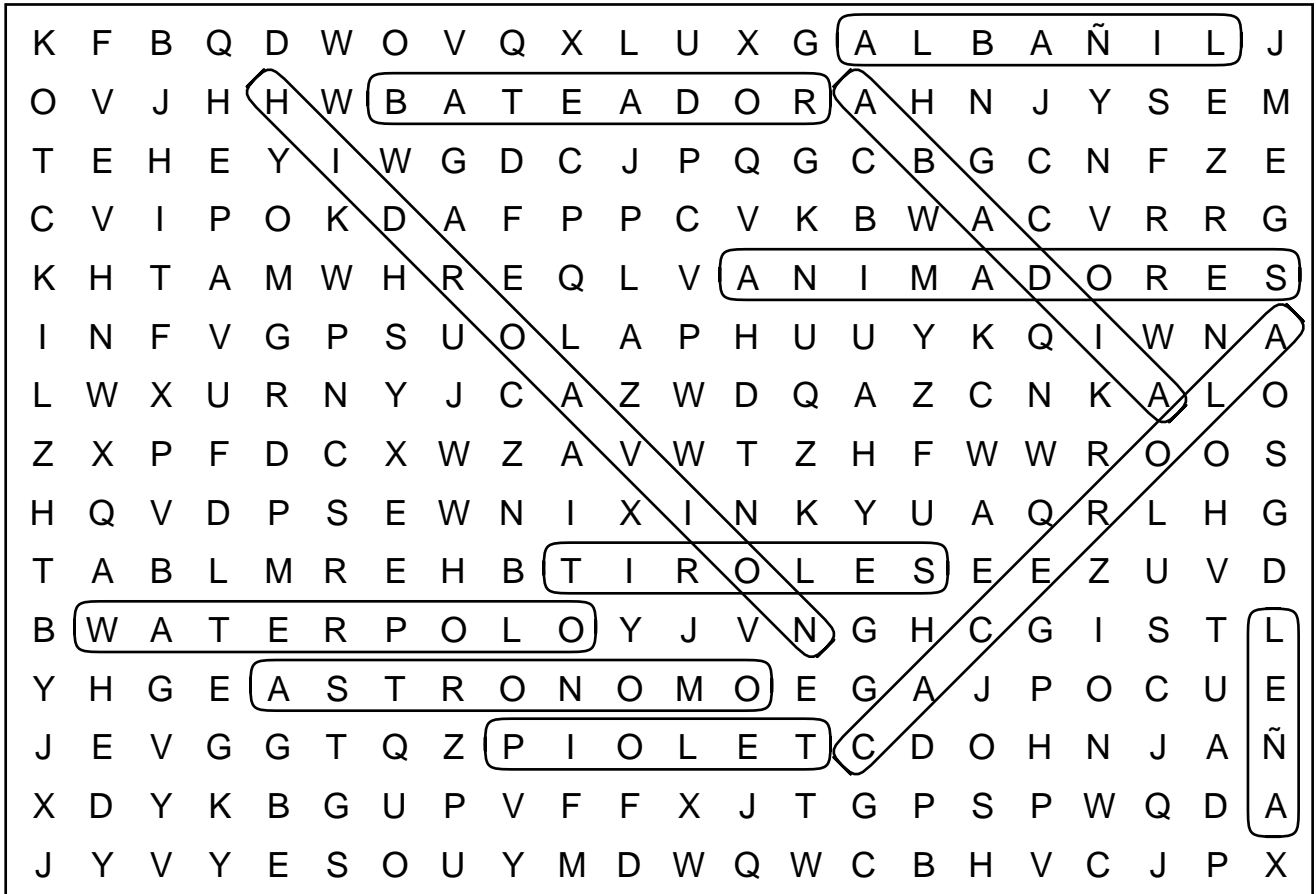 K F B Q D W O V Q X L U X G A L B A Ñ I L J
O V J H H W B A T E A D O R A H N J Y S E M
T E H E Y I W G D C J P Q G C B G C N F Z E
C V I P O K D A F P P C V K B W A C V R R G
K H T A M W H R E Q L V A N I M A D O R E S
I N F V G P S U O L A P H U U Y K Q I W N A
L W X U R N Y J C A Z W D Q A Z C N K A L O
Z X P F D C X W Z A V W T Z H F W W R O O S
H Q V D P S E W N I X I N K Y U A Q R L H G
T A B L M R E H B T I R O L E S E E Z U V D
B W A T E R P O L O Y J V N G H C G I S T L
Y H G E A S T R O N O M O E G A J P O C U E
J E V G G T Q Z P I O L E T C D O H N J A Ñ
X D Y K B G U P V F F X J T G P S P W Q D A
J Y V Y E S O U Y M D W Q W C B H V C J P X